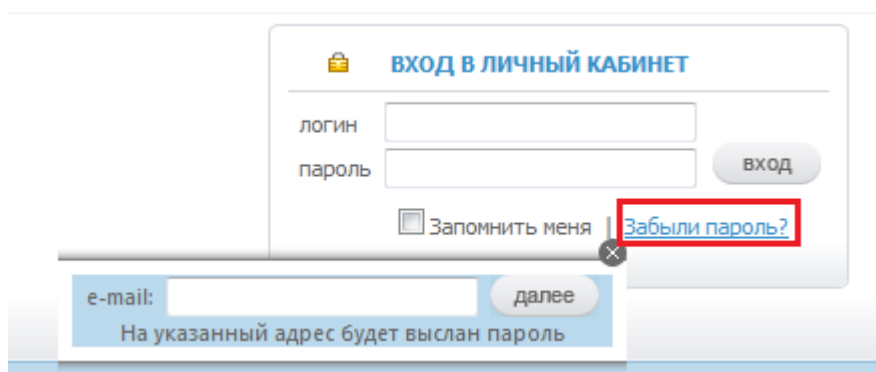 ВХОД В ЛИЧНЫЙ КАБИНЕТ
логин
пароль
вход
Запомнить меня | Забыли пароль?
e-mail:
далее
На указанный адрес будет выслан пароль